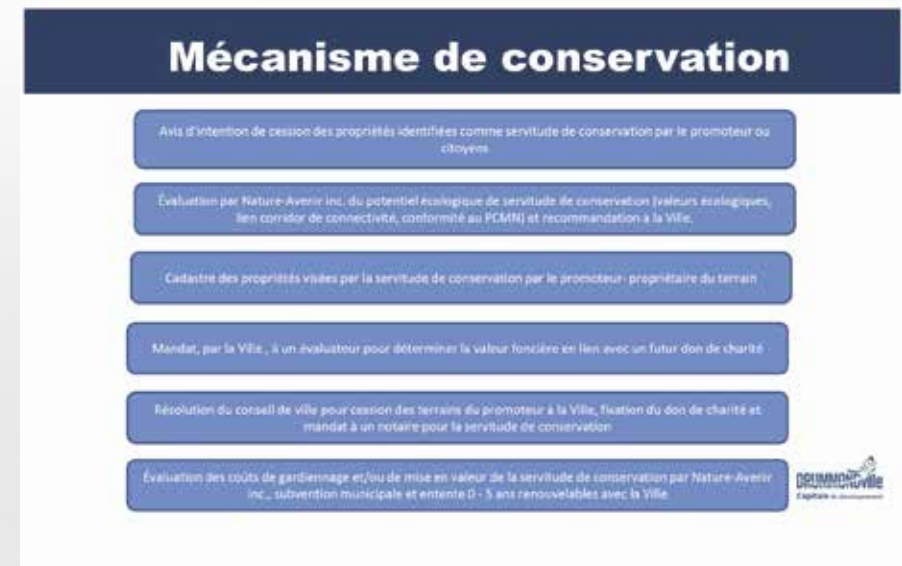 Mécanisme de conservation
Avis d'intention de cession des propriétés identifiées comme servitude de conservation par le promoteur ou
citoyens
Évaluation par Nature-Avenir inc. du potentiel écologique de servitude de conservation (valeurs écologiques,
lien corridor de connectivité, conformité au PCMN) et recommandation à la Ville.
Cadastre des propriétés visées par la servitude de conservation par le promoteur- propriétaire du terrain
Mandat, par la Ville , à un évaluateur pour déterminer la valeur foncière en lien avec un futur don de charité
Résolution du conseil de ville pour cession des terrains du promoteur à la Ville, fixation du don de charité et
mandat à un notaire pour la servitude de conservation
Évaluation des coûts de gardiennage et/ou de mise en valeur de la servitude de conservation par Nature-Avenir
inc., subvention municipale et entente 0 - 5 ans renouvelables avec la Ville
DRUMMONDville
Capitale du développement